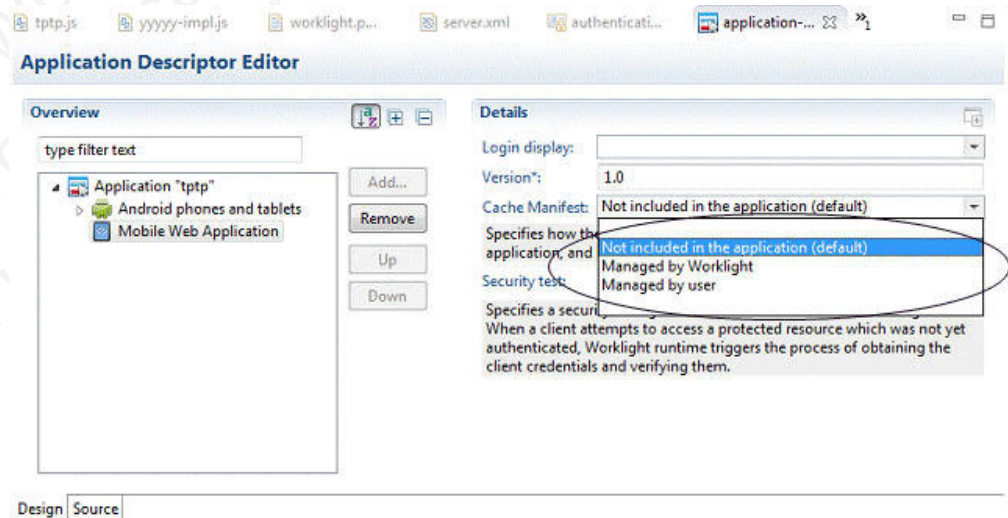 tptp.js yyyyy-impl.js worklight.p... server.xml authenticati... application-... »1
Application Descriptor Editor
Overview
type filter text
Application "tptp"
Android phones and tablets
Mobile Web Application
Add...
Remove
Up
Down
Details
Login display:
Version*: 1.0
Cache Manifest: Not included in the application (default)
Specifies how the
application, and
Not included in the application (default)
Managed by Worklight
Managed by user
Security test:
Specifies a securi
When a client attempts to access a protected resource which was not yet
authenticated, Worklight runtime triggers the process of obtaining the
client credentials and verifying them.
Design Source